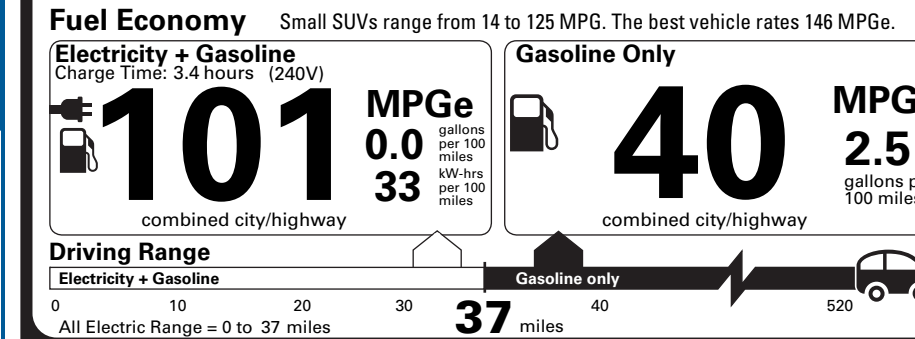 Fuel Economy Small SUVs range from 14 to 125 MPG. The best vehicle rates 146 MPGe.
Electricity + Gasoline
Charge Time: 3.4 hours (240V)
101
MPGe
0.0 gallons per 100 miles
33 kW-hrs per 100 miles
combined city/highway
Gasoline Only
40
MPG
2.5
gallons
100
combined city/highway
Driving Range
Electricity + Gasoline Gasoline only
0 10 20 30 40 520
All Electric Range = 0 to 37 miles 37 miles